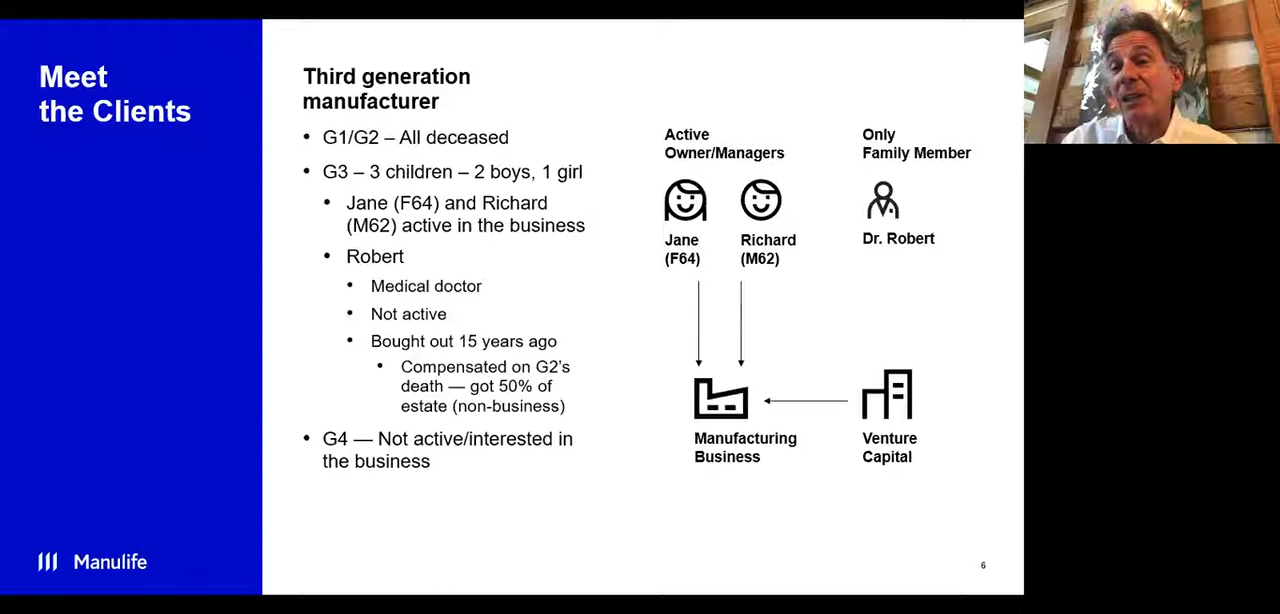 Meet
the Clients
Third generation
manufacturer
• G1/G2 – All deceased
• G3 – 3 children – 2 boys, 1 girl
• Jane (F64) and Richard
(M62) active in the business
• Robert
• Medical doctor
• Not active
• Bought out 15 years ago
• Compensated on G2's
death — got 50% of
estate (non-business)
• G4 — Not active/interested in
the business
Active
Owner/Managers
Only
Family Member
Jane
(F64)
Richard
(M62)
Dr. Robert
Manufacturing
Business
Venture
Capital
Manulife
6